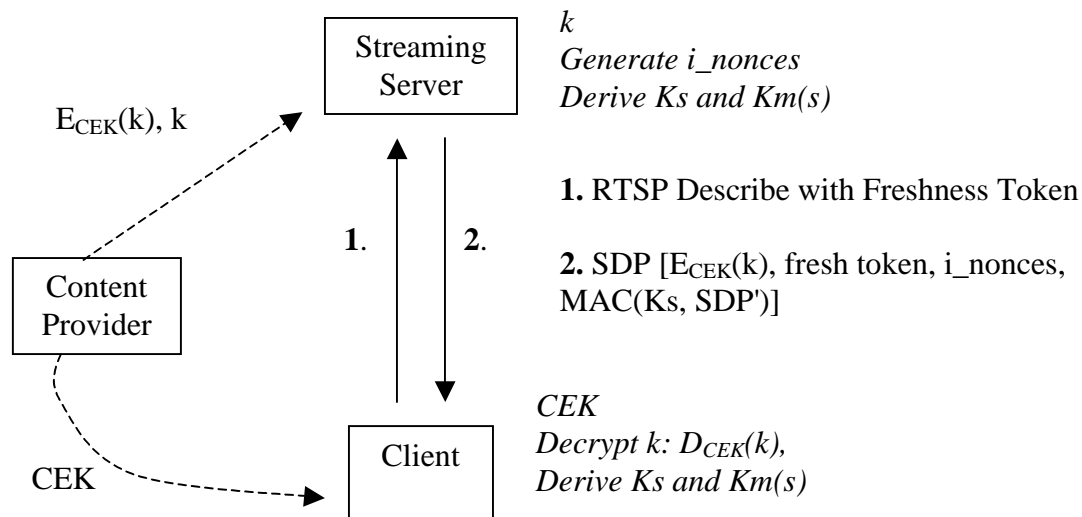 Streaming
Server
k
Generate i_nonces
Derive Ks and Km(s)
E_CEK(k), k
1. RTSP Describe with Freshness Token
1.
2.
2. SDP [E_CEK(k), fresh token, i_nonces,
MAC(Ks, SDP')]
Content
Provider
CEK
Client
CEK
Decrypt k: D_CEK(k),
Derive Ks and Km(s)